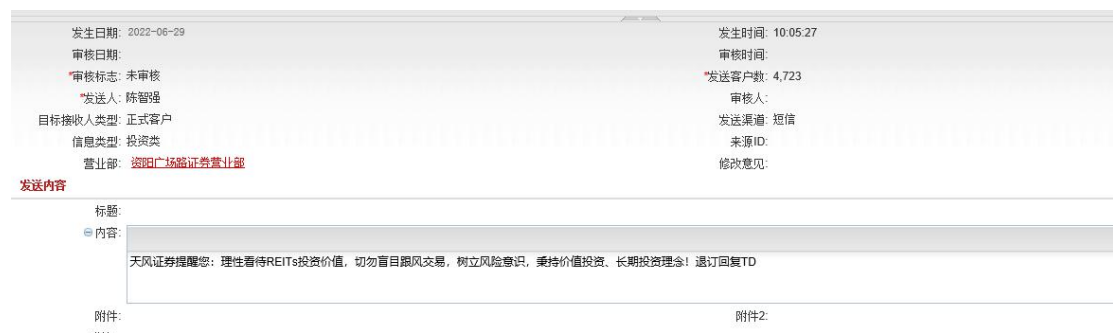 发生日期: 2022-06-29 发生时间: 10:05:27
审核日期: 审核时间:
*审核标志: 未审核 *发送客户数: 4,723
*发送人: 陈智强 审核人:
目标接收人类型: 正式客户 发送渠道: 短信
信息类型: 投资类 来源ID:
营业部: 资阳广场路证券营业部 修改意见:
发送内容
标题:
内容:
天风证券提醒您：理性看待REITs投资价值，切勿盲目跟风交易，树立风险意识，秉持价值投资、长期投资理念！退订回复TD
附件: 附件2: